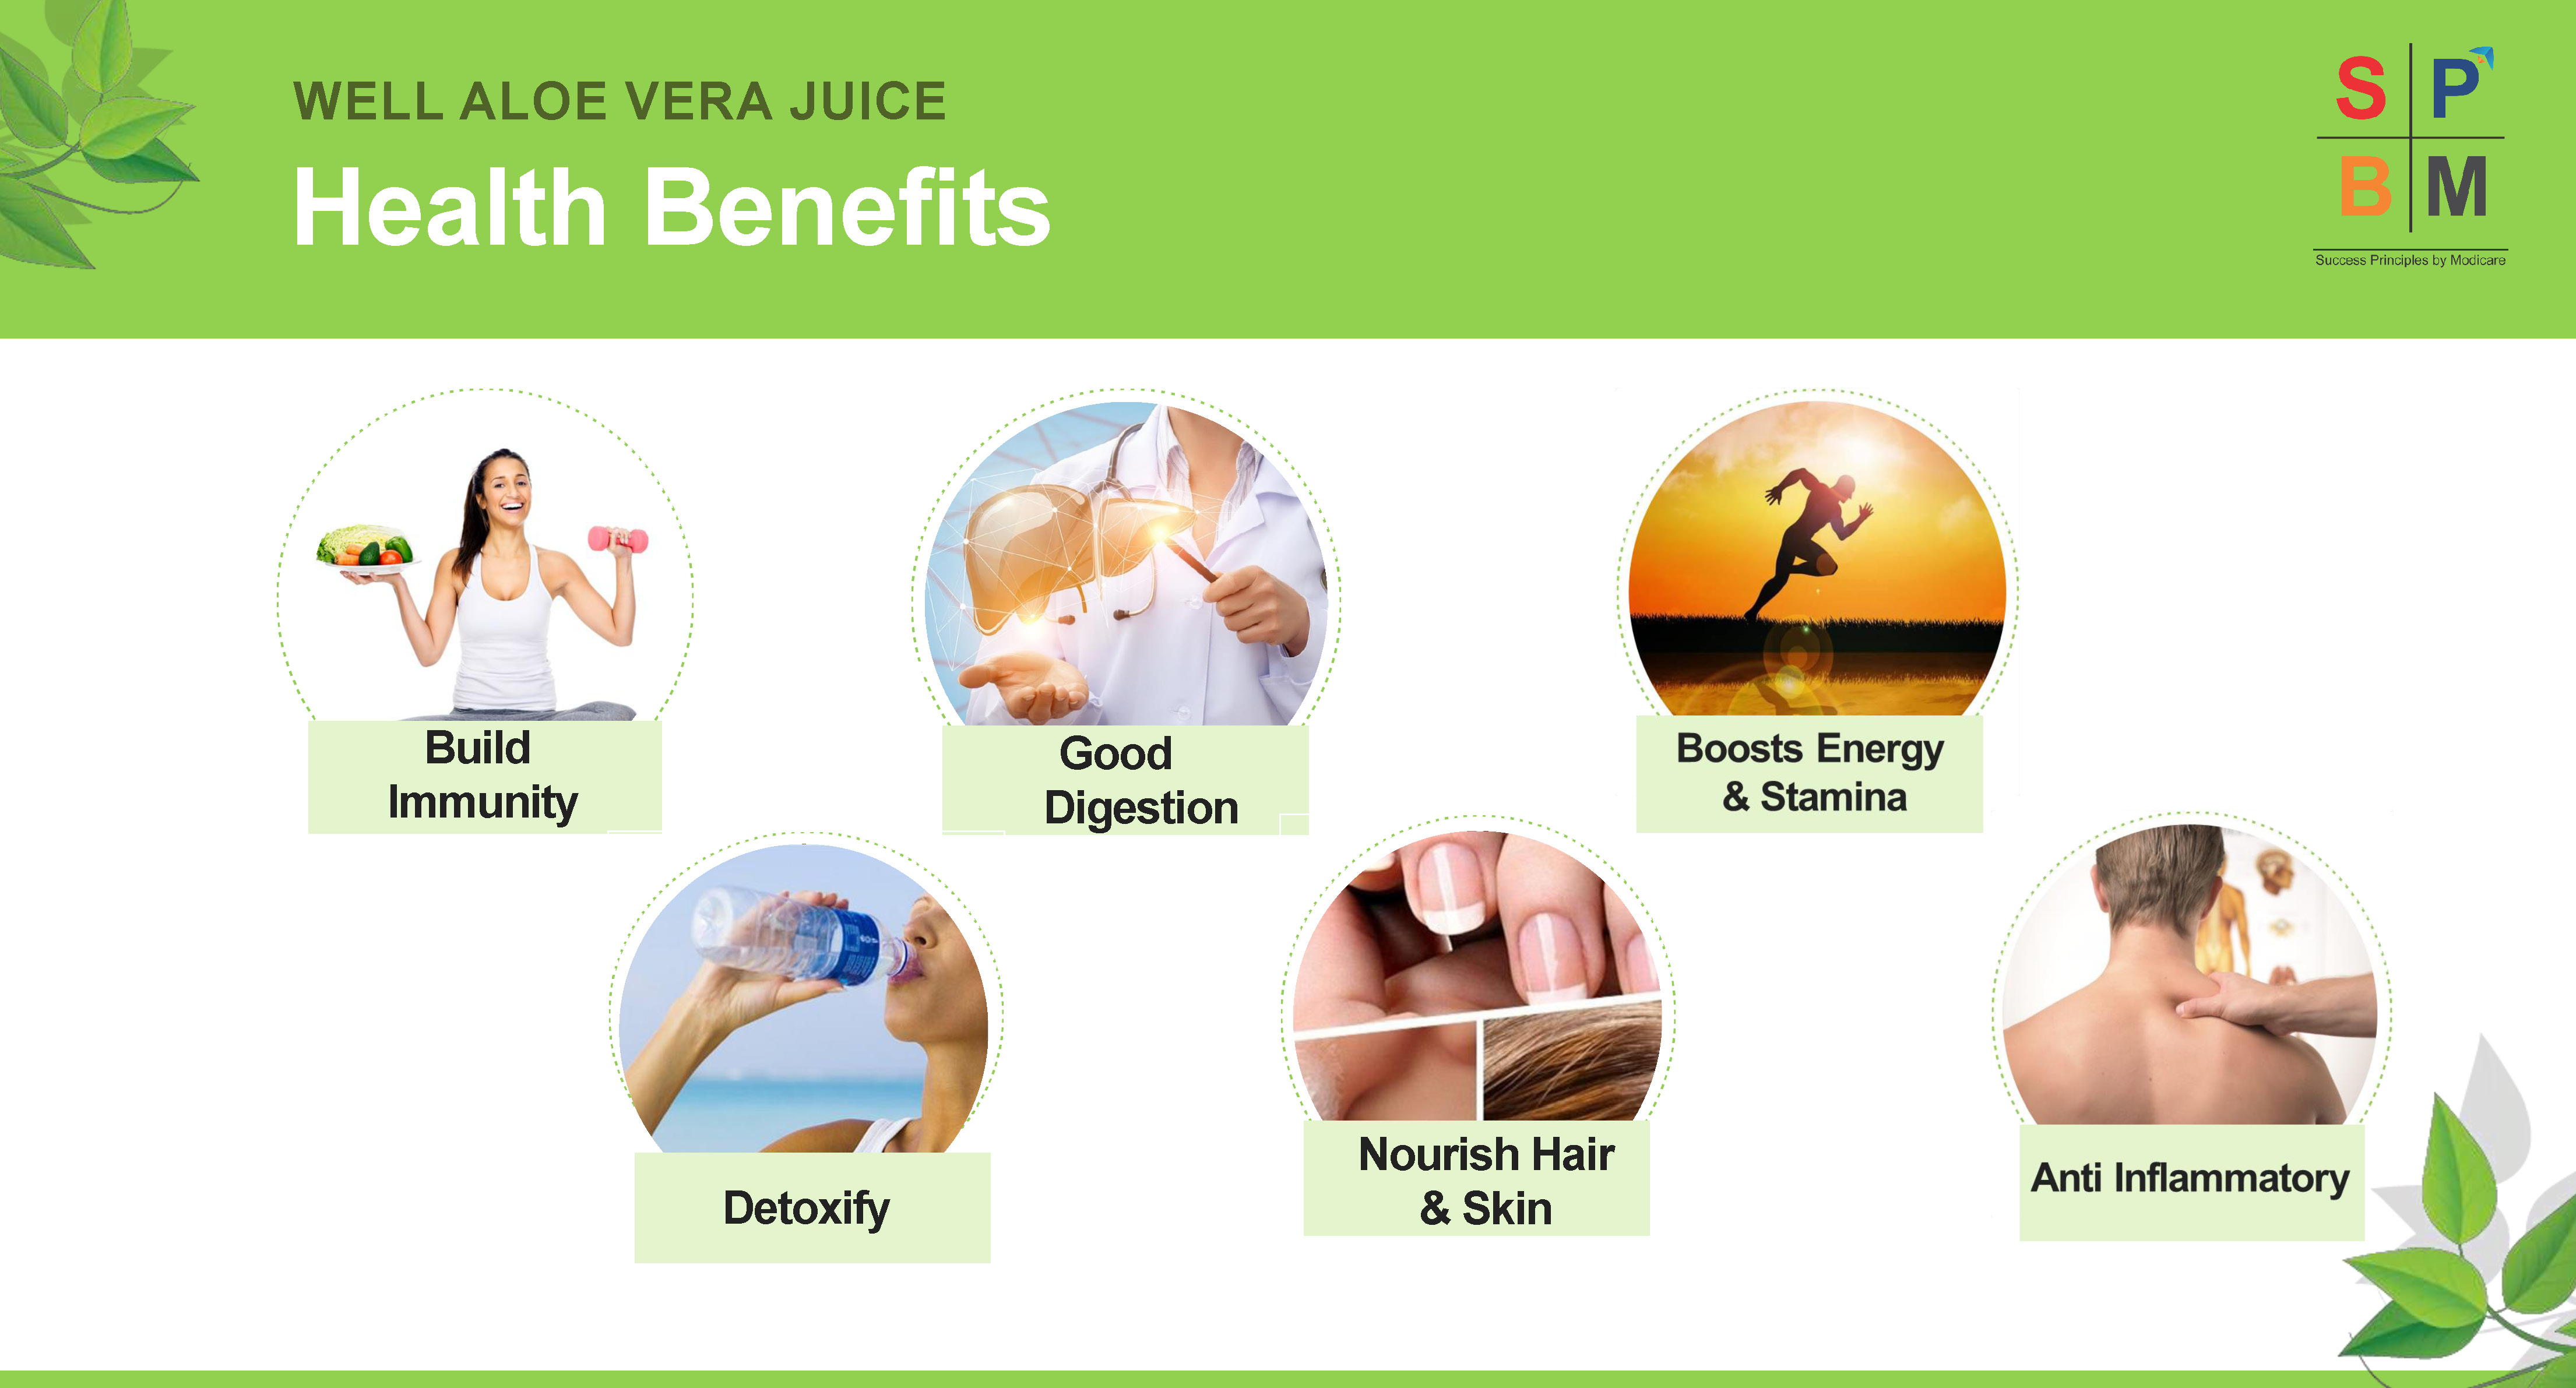 WELL ALOE VERA JUICE
Health Benefits
S P
B M
Success Principles by Modicare
Build
Immunity
Good
Digestion
Boosts Energy
& Stamina
Detoxify
Nourish Hair
& Skin
Anti Inflammatory